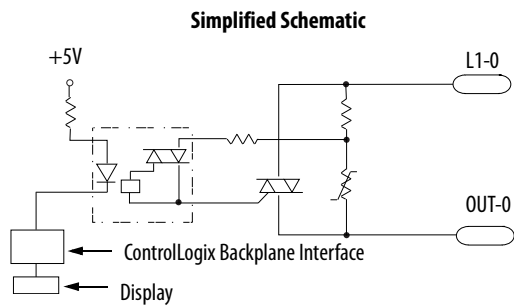 Simplified Schematic
+5V
L1-0
OUT-0
ControlLogix Backplane Interface
Display